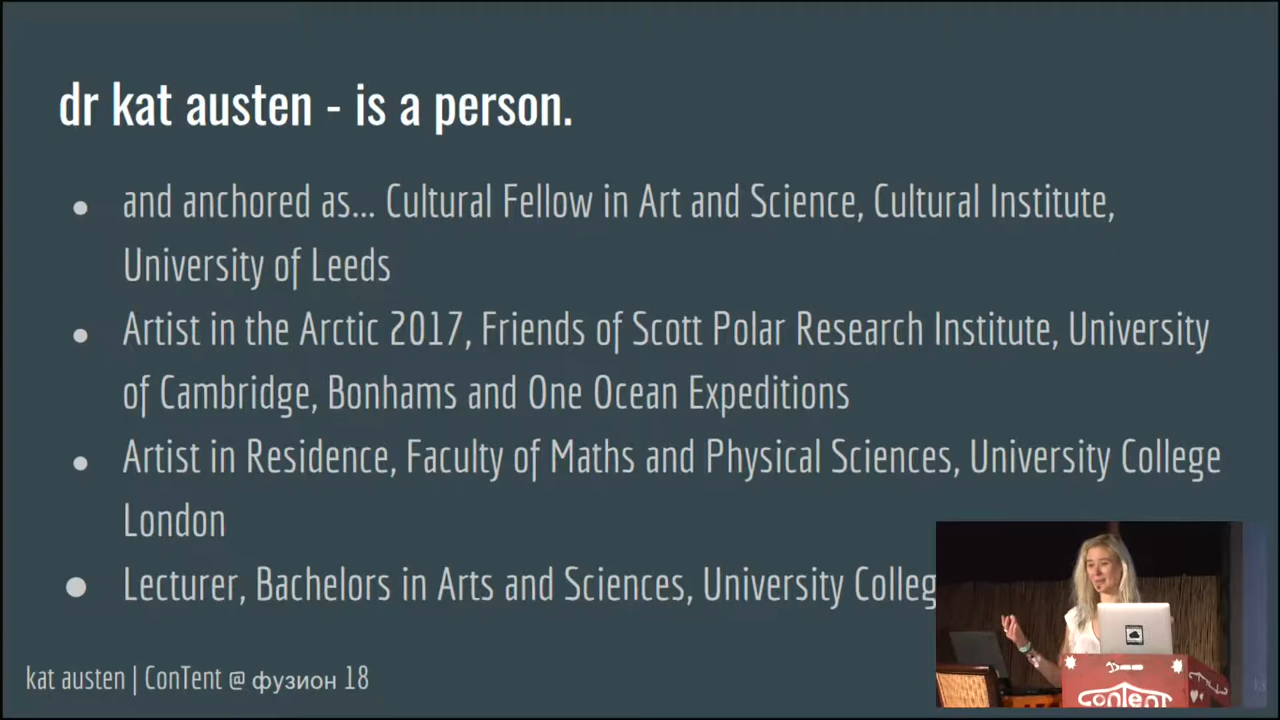 dr kat austen - is a person.
● and anchored as... Cultural Fellow in Art and Science, Cultural Institute,
University of Leeds
● Artist in the Arctic 2017, Friends of Scott Polar Research Institute, University
of Cambridge, Bonhams and One Ocean Expeditions
● Artist in Residence, Faculty of Maths and Physical Sciences, University College
London
● Lecturer, Bachelors in Arts and Sciences, University Colleg
kat austen | ConTent @ фузион 18
conTenT